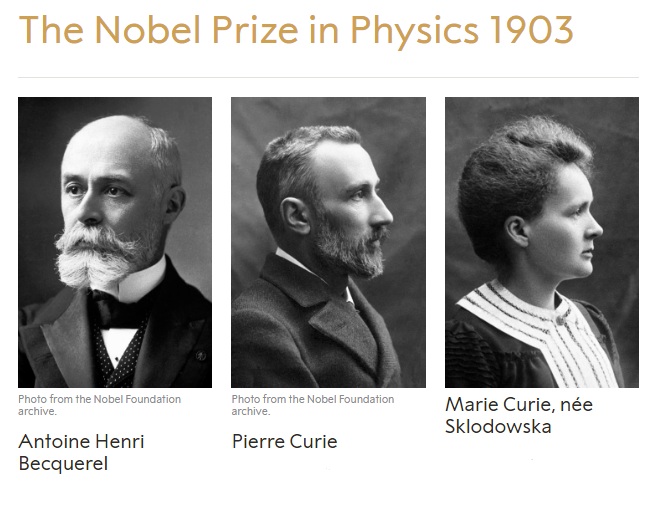 The Nobel Prize in Physics 1903
Photo from the Nobel Foundation
archive.
Antoine Henri
Becquerel
Photo from the Nobel Foundation
archive.
Pierre Curie
Marie Curie, née
Sklodowska